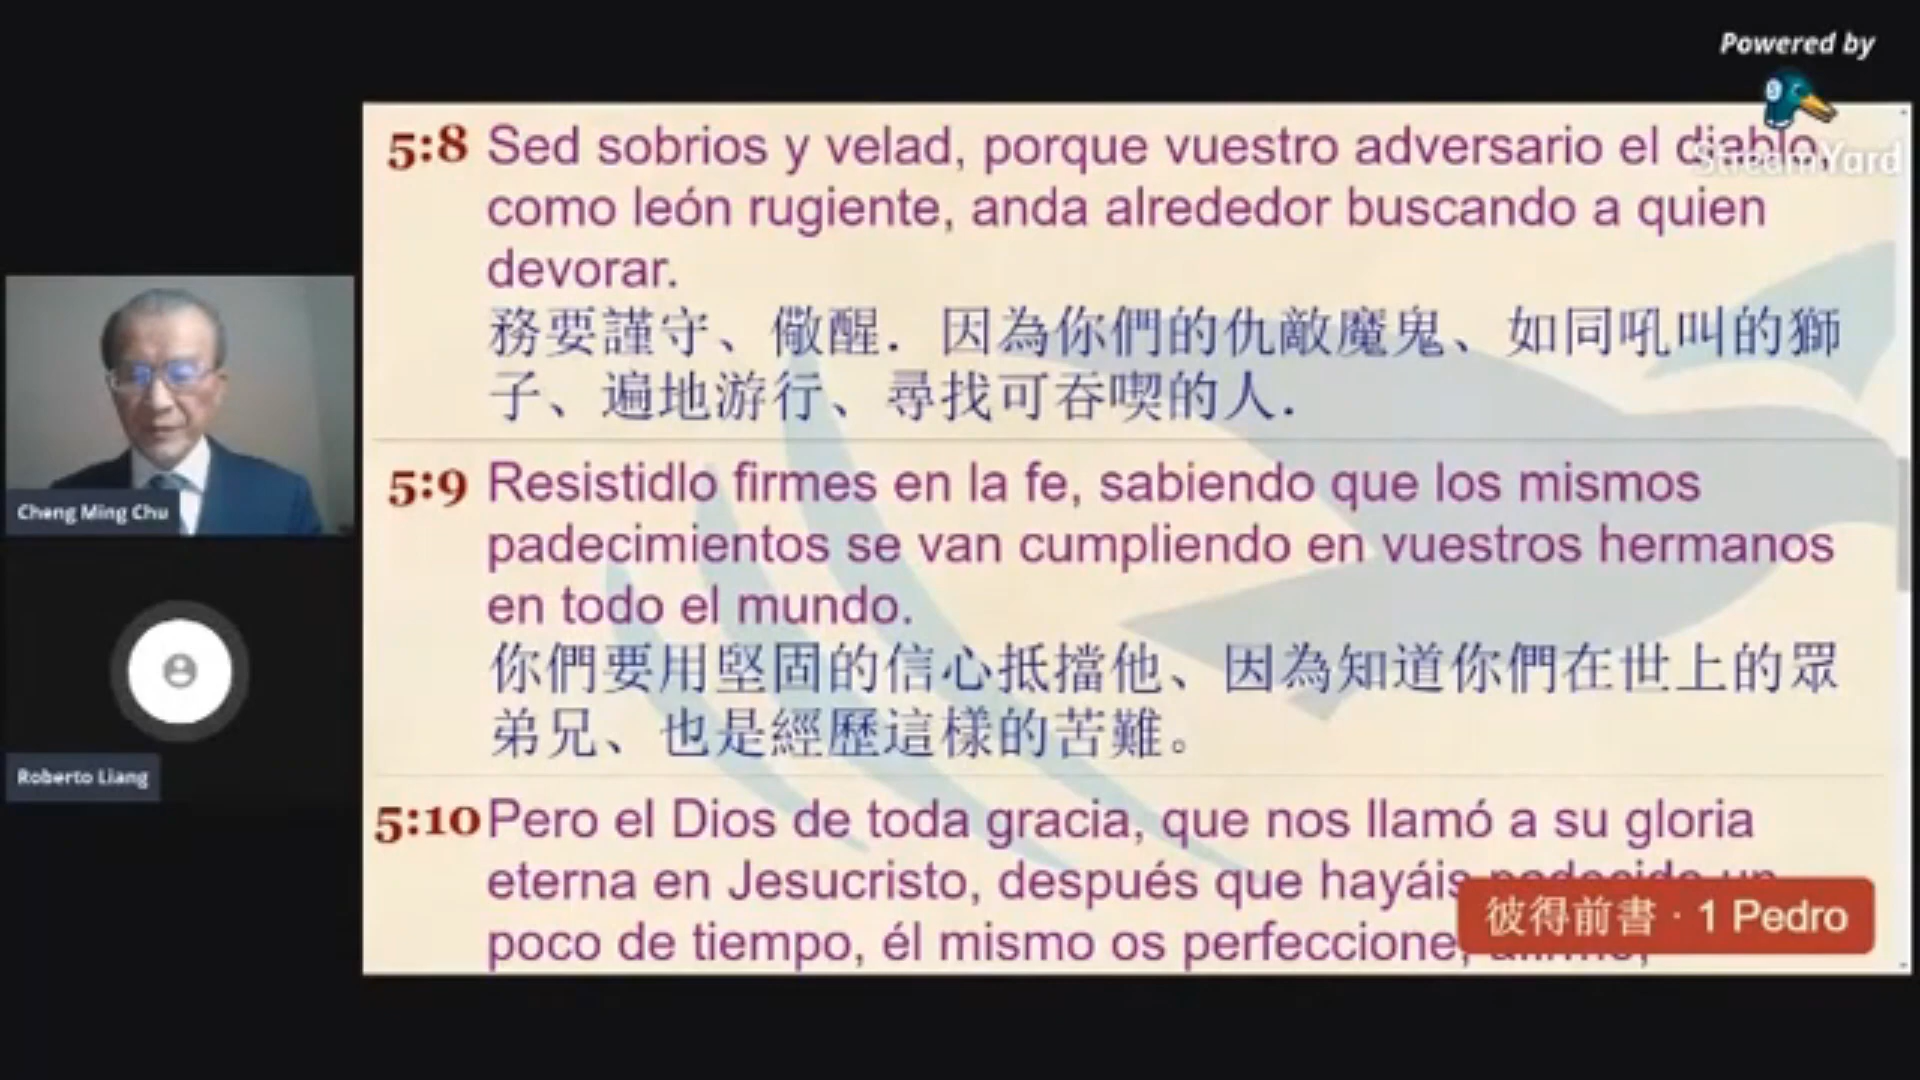 Powered by
StreamYard
5:8 Sed sobrios y velad, porque vuestro adversario el diablo,
como león rugiente, anda alrededor buscando a quien
devorar.
務要謹守、儆醒．因為你們的仇敵魔鬼、如同吼叫的獅
子、遍地游行、尋找可吞喫的人．
Cheng Ming Chu
5:9 Resistidlo firmes en la fe, sabiendo que los mismos
padecimientos se van cumpliendo en vuestros hermanos
en todo el mundo.
你們要用堅固的信心抵擋他、因為知道你們在世上的眾
弟兄、也是經歷這樣的苦難。
Roberto Liang
5:10 Pero el Dios de toda gracia, que nos llamó a su gloria
eterna en Jesucristo, después que hayáis padecido un
poco de tiempo, él mismo os perfeccione,
彼得前書 · 1 Pedro